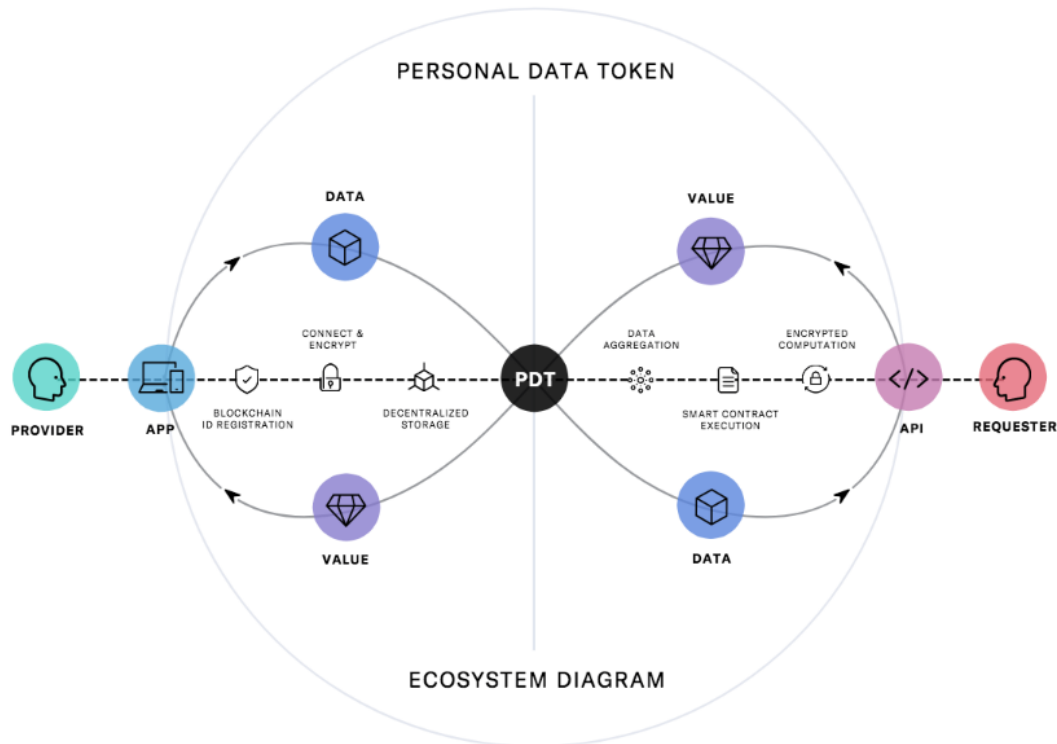 PERSONAL DATA TOKEN
DATA
VALUE
CONNECT &
ENCRYPT
DATA
AGGREGATION
ENCRYPTED
COMPUTATION
PDT
</>
BLOCKCHAIN
ID REGISTRATION
DECENTRALIZED
STORAGE
SMART CONTRACT
EXECUTION
PROVIDER
APP
API
REQUESTER
VALUE
DATA
ECOSYSTEM DIAGRAM